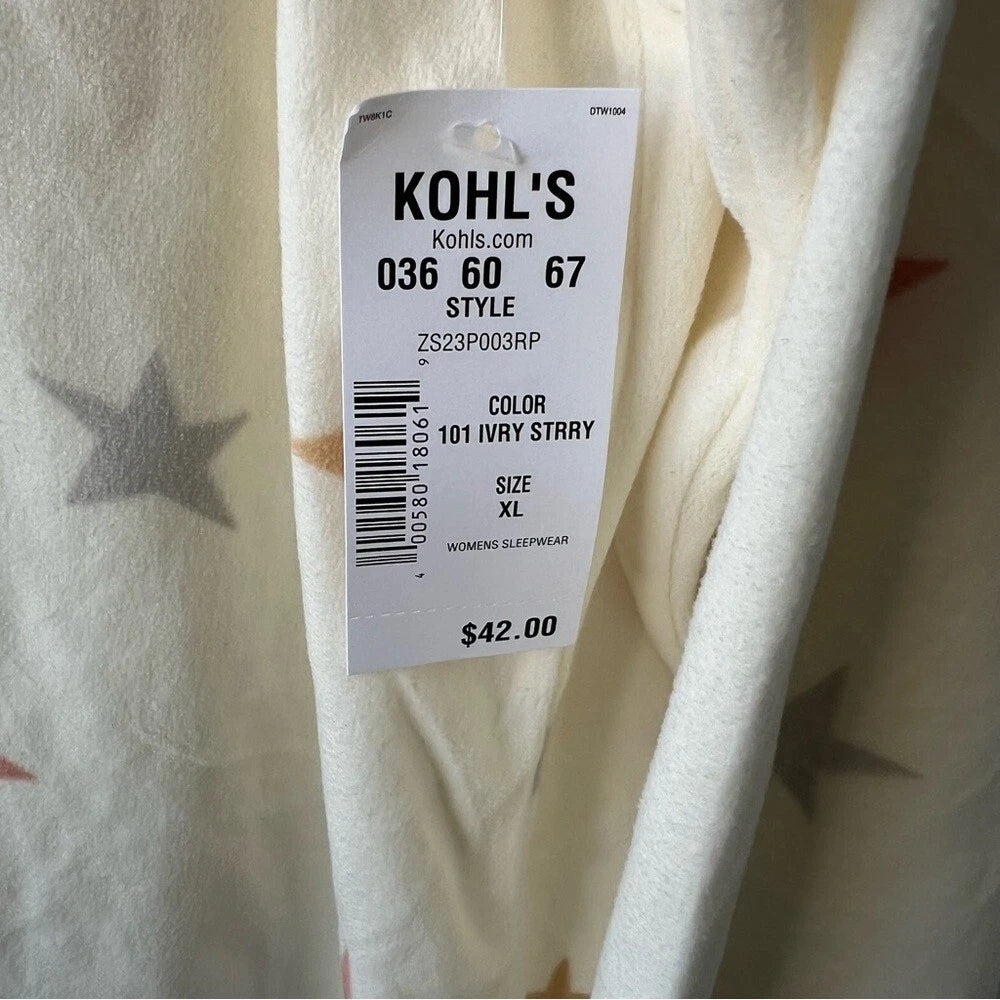 TW8K1C
DTW1004
KOHL'S
Kohls.com
036 60 67
STYLE
ZS23P003RP
COLOR
101 IVRY STRRY
SIZE
XL
WOMENS SLEEPWEAR
4 00580 18061 9
$42.00